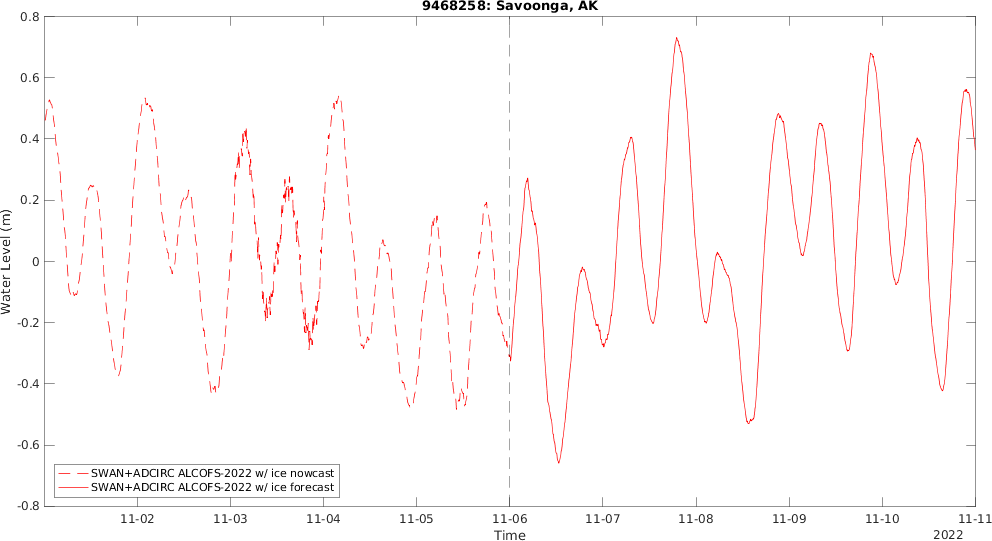 9468258: Savoonga, AK
Water Level (m)
0.8
0.6
0.4
0.2
0
-0.2
-0.4
-0.6
-0.8
SWAN+ADCIRC ALCOFS-2022 w/ ice nowcast
SWAN+ADCIRC ALCOFS-2022 w/ ice forecast
11-02 11-03 11-04 11-05 11-06 11-07 11-08 11-09 11-10 11-11
Time
2022